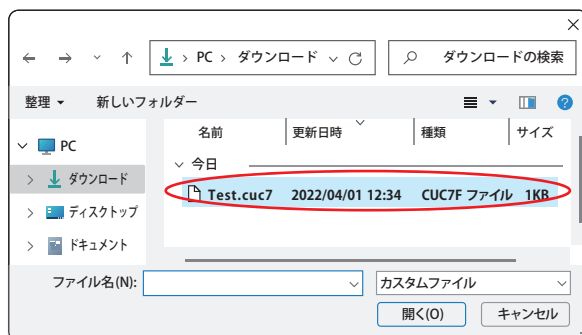 PC › ダウンロード
ダウンロードの検索
整理 新しいフォルダー
名前 更新日時 種類 サイズ
PC
今日
ダウンロード
Test.cuc7 2022/04/01 12:34 CUC7F ファイル 1KB
ディスクトップ
ドキュメント
ファイル名(N): カスタムファイル
開く(O) キャンセル